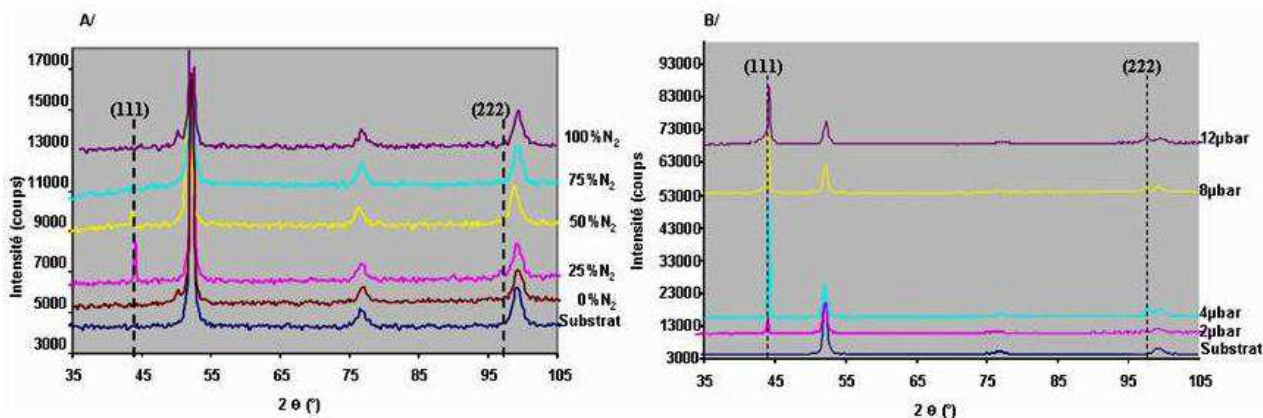 A/
17000
15000
13000
11000
9000
7000
5000
3000
Intensité (coups)
(111)
(222)
100%N₂
75%N₂
50%N₂
25%N₂
0%N₂
Substrat
35 45 55 65 75 85 95 105
2 θ (°)
B/
93000
83000
73000
63000
53000
43000
33000
23000
13000
3000
Intensité (coups
(111)
(222)
12µbar
8µbar
4µbar
2µbar
Substrat
35 45 55 65 75 85 95 105
2 θ (°)